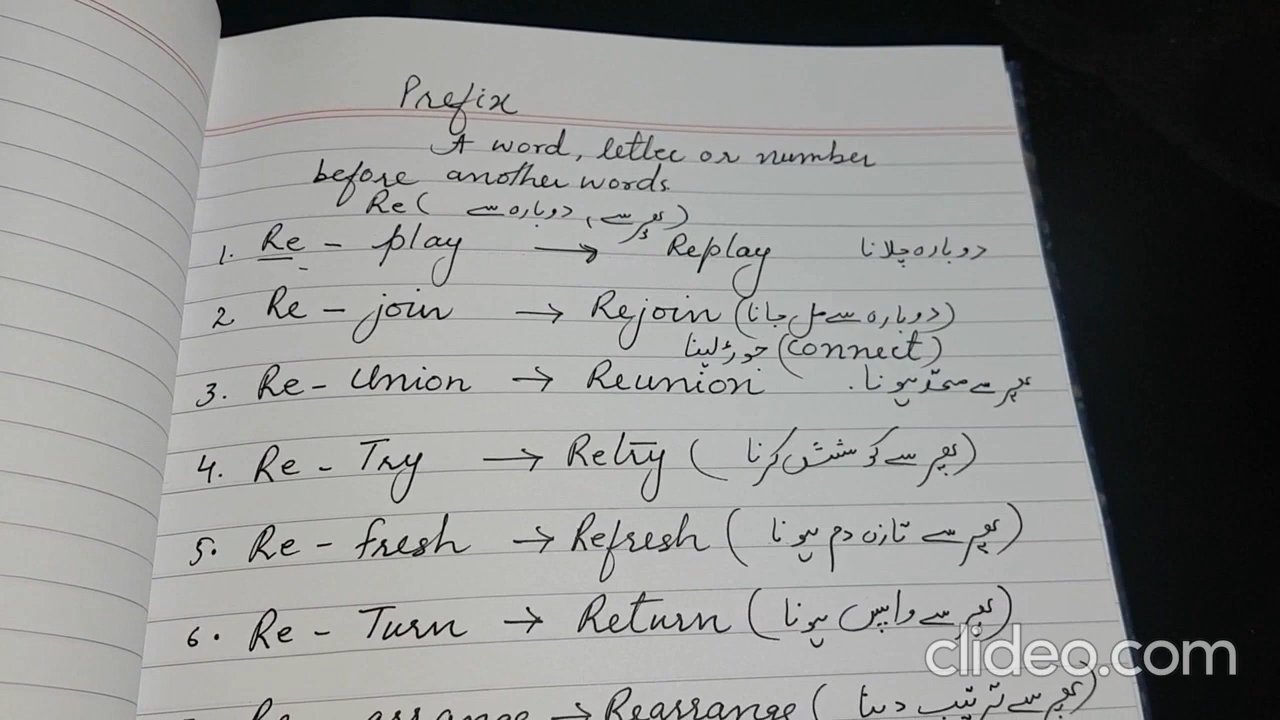 Prefix
A word, letter or number
before another words.
Re ( پھر سے, دوبارہ سے )
1. Re - play → Replay دوبارہ چلانا
2 Re - join → Rejoin (دوبارہ سے مل جانا)
جوڑ لینا (connect)
3. Re - Union → Reunion پھر سے متحد ہونا.
4. Re - Try → Retry (پھر سے کوشش کرنا)
5. Re - fresh → Refresh (پھر سے تازہ دم ہونا)
6. Re - Turn → Return (پھر سے واپس ہونا)
Re - arrange → Rearrange (پھر سے ترتیب دینا)
clideo.com